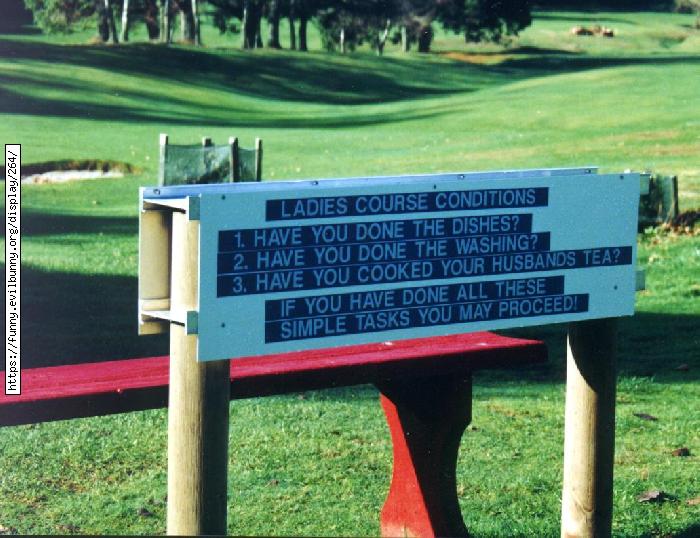 LADIES COURSE CONDITIONS
1. HAVE YOU DONE THE DISHES?
2. HAVE YOU DONE THE WASHING?
3. HAVE YOU COOKED YOUR HUSBANDS TEA?
IF YOU HAVE DONE ALL THESE
SIMPLE TASKS YOU MAY PROCEED!
https://funny.evilbunny.org/display/264/